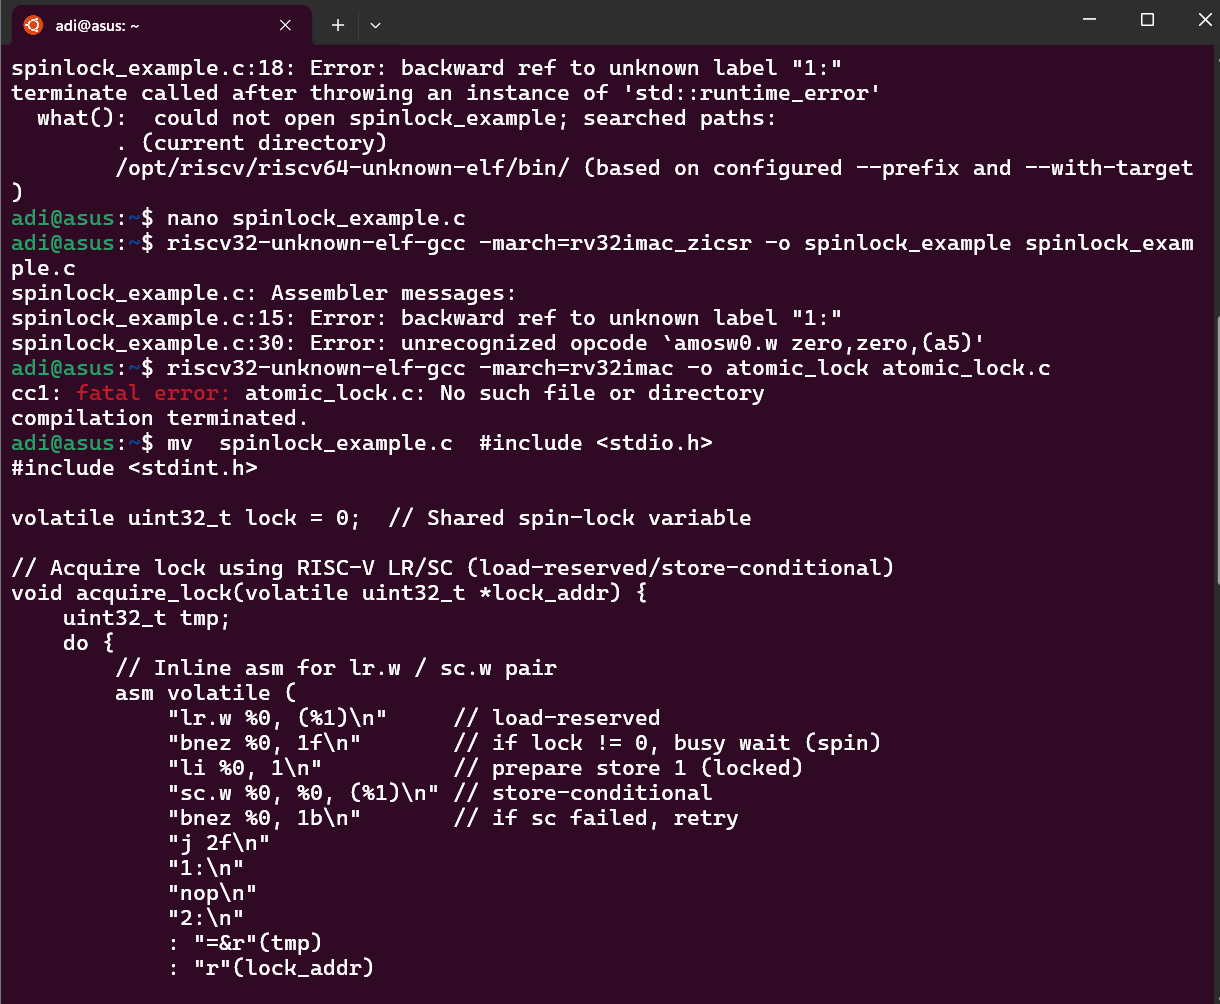 adi@asus: ~
spinlock_example.c:18: Error: backward ref to unknown label "1:"
terminate called after throwing an instance of 'std::runtime_error'
  what():  could not open spinlock_example; searched paths:
        . (current directory)
        /opt/riscv/riscv64-unknown-elf/bin/ (based on configured --prefix and --with-target
)
adi@asus:~$ nano spinlock_example.c
adi@asus:~$ riscv32-unknown-elf-gcc -march=rv32imac_zicsr -o spinlock_example spinlock_exam
ple.c
spinlock_example.c: Assembler messages:
spinlock_example.c:15: Error: backward ref to unknown label "1:"
spinlock_example.c:30: Error: unrecognized opcode `amosw0.w zero,zero,(a5)'
adi@asus:~$ riscv32-unknown-elf-gcc -march=rv32imac -o atomic_lock atomic_lock.c
cc1: fatal error: atomic_lock.c: No such file or directory
compilation terminated.
adi@asus:~$ mv  spinlock_example.c  #include <stdio.h>
#include <stdint.h>

volatile uint32_t lock = 0;  // Shared spin-lock variable

// Acquire lock using RISC-V LR/SC (load-reserved/store-conditional)
void acquire_lock(volatile uint32_t *lock_addr) {
    uint32_t tmp;
    do {
        // Inline asm for lr.w / sc.w pair
        asm volatile (
            "lr.w %0, (%1)\n"     // load-reserved
            "bnez %0, 1f\n"       // if lock != 0, busy wait (spin)
            "li %0, 1\n"          // prepare store 1 (locked)
            "sc.w %0, %0, (%1)\n" // store-conditional
            "bnez %0, 1b\n"       // if sc failed, retry
            "j 2f\n"
            "1:\n"
            "nop\n"
            "2:\n"
            : "=&r"(tmp)
            : "r"(lock_addr)